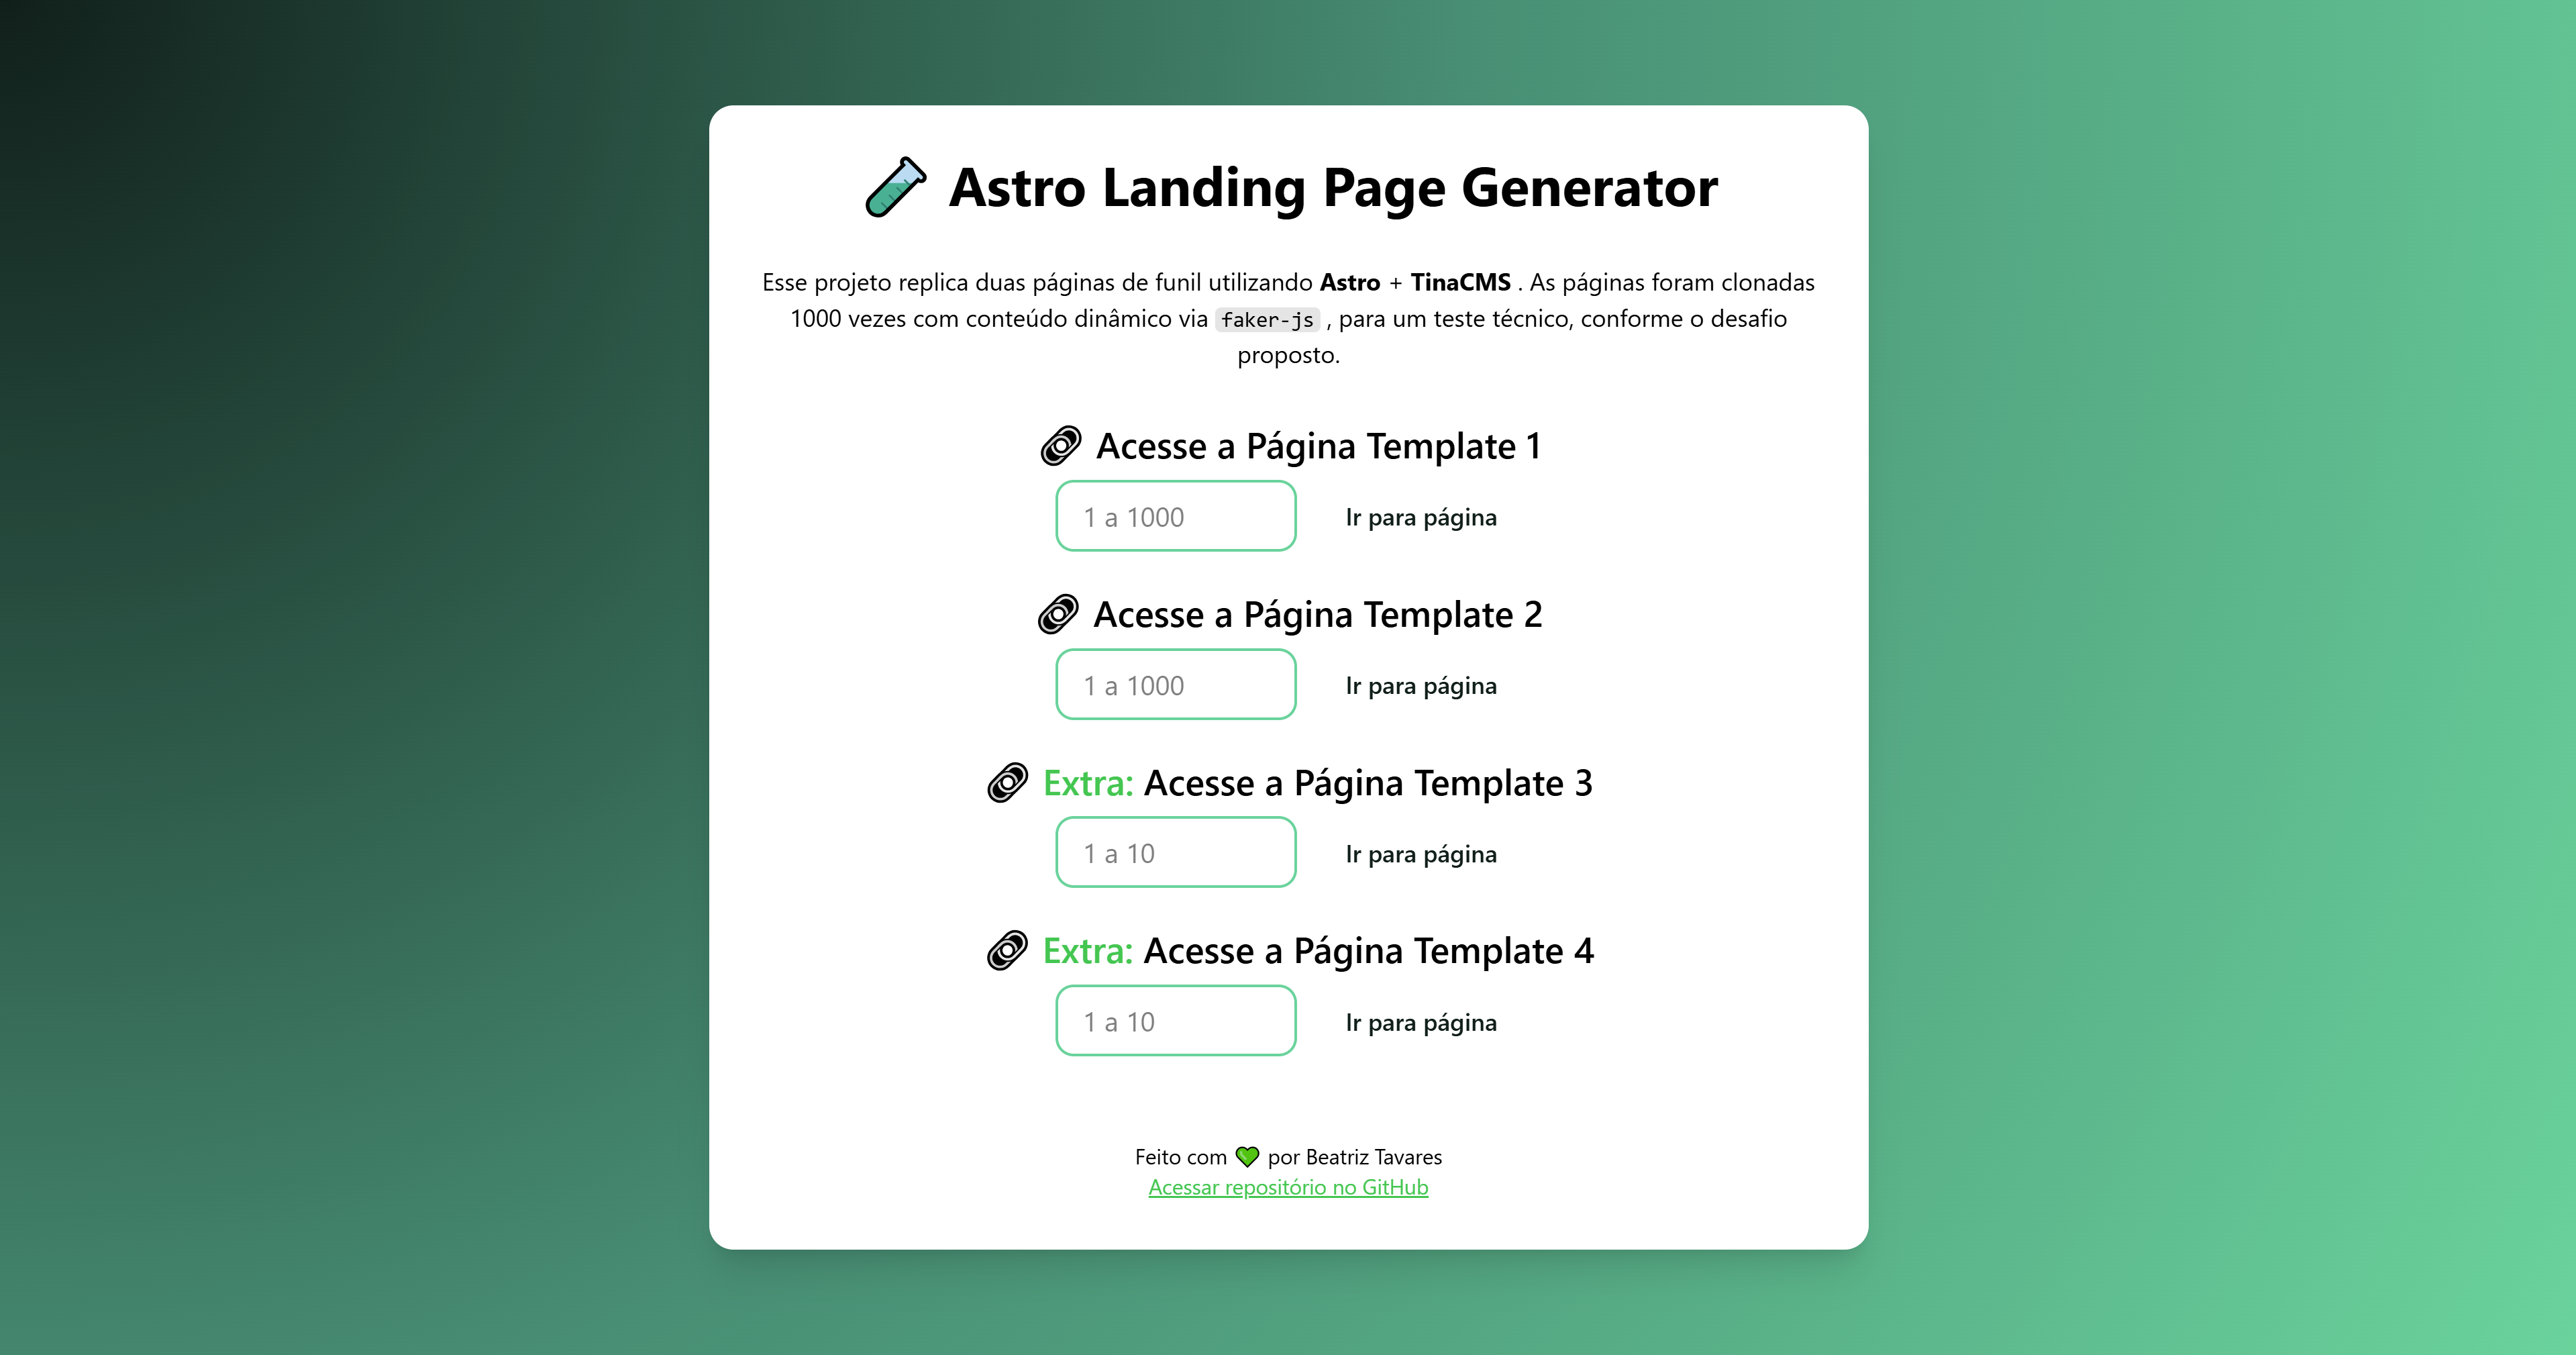 Astro Landing Page Generator
Esse projeto replica duas páginas de funil utilizando Astro + TinaCMS . As páginas foram clonadas
1000 vezes com conteúdo dinâmico via faker-js , para um teste técnico, conforme o desafio
proposto.
Acesse a Página Template 1
1 a 1000 Ir para página
Acesse a Página Template 2
1 a 1000 Ir para página
Extra: Acesse a Página Template 3
1 a 10 Ir para página
Extra: Acesse a Página Template 4
1 a 10 Ir para página
Feito com 💚 por Beatriz Tavares
Acessar repositório no GitHub